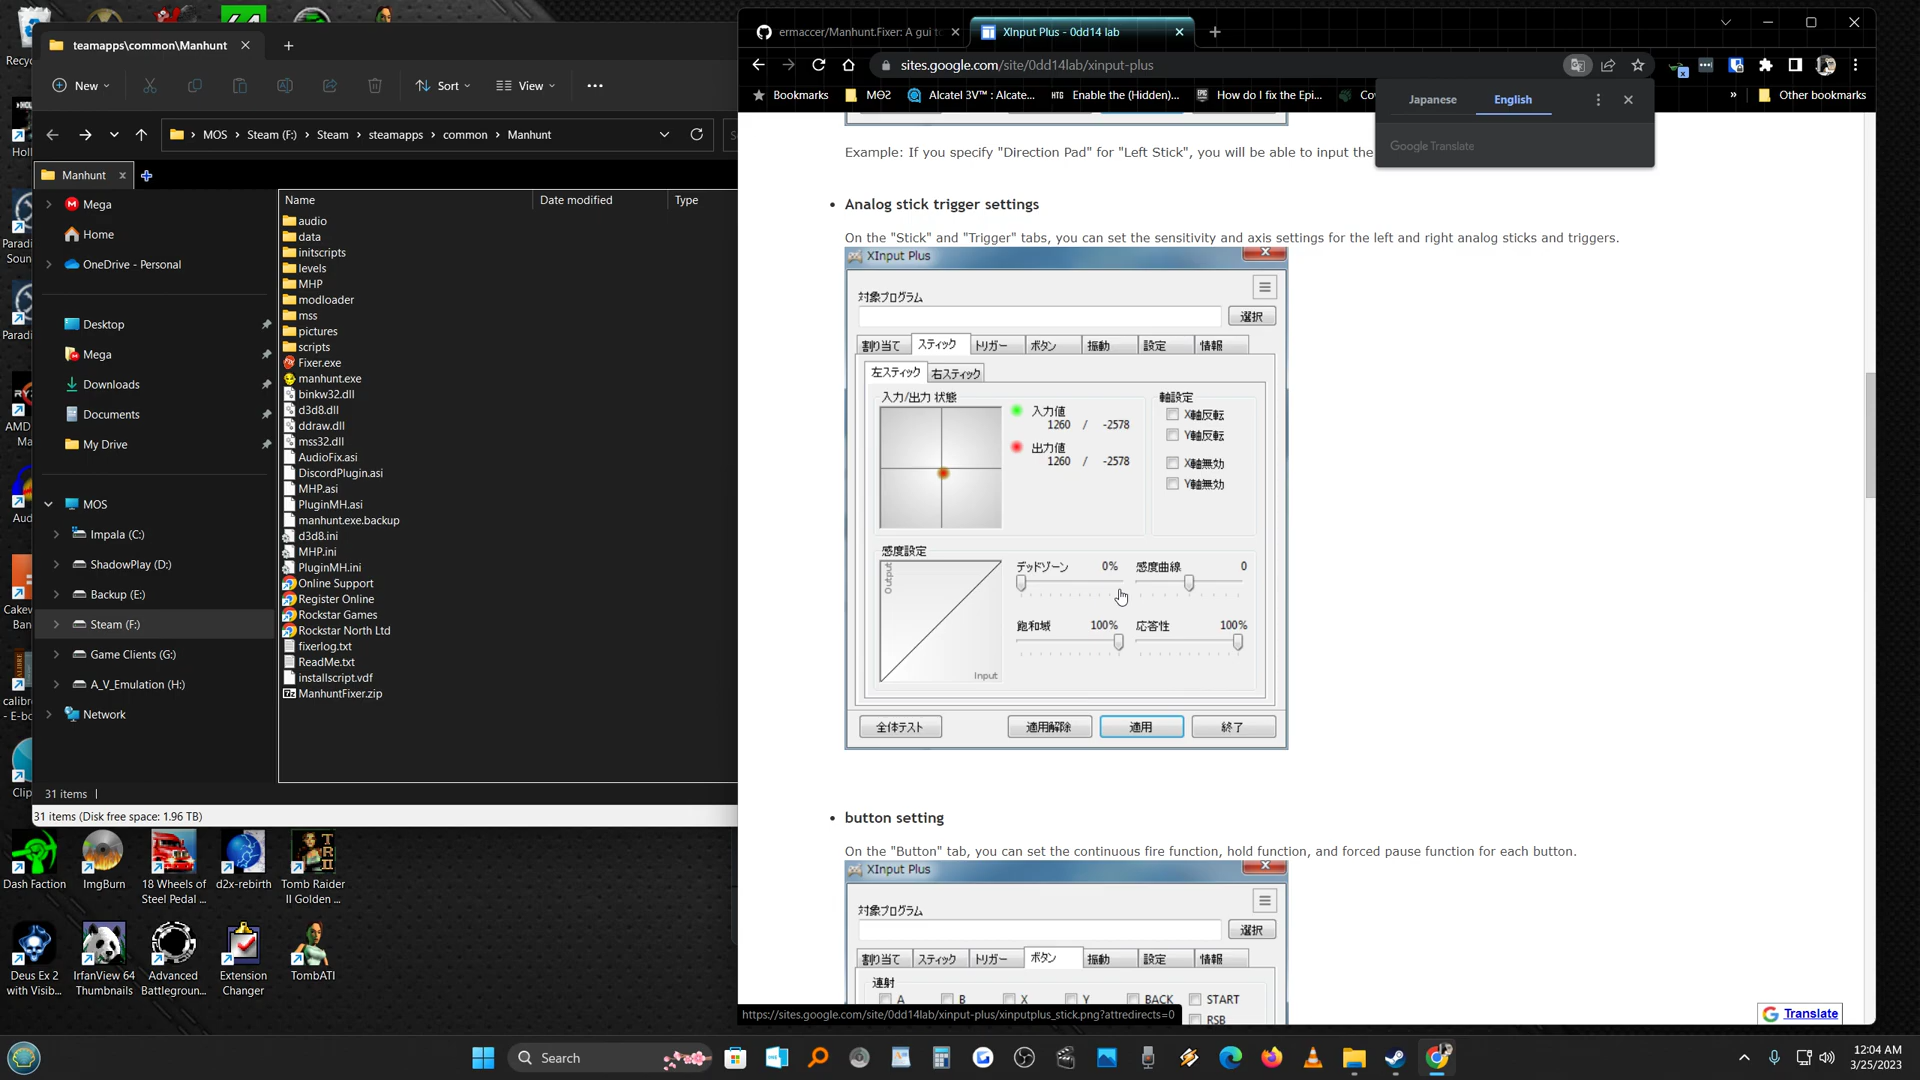 teamapps\common\Manhunt
New
Sort
View
MOS > Steam (F:) > Steam > steamapps > common > Manhunt
Manhunt
Mega
Home
OneDrive - Personal
Desktop
Mega
Downloads
Documents
My Drive
MOS
Impala (C:)
ShadowPlay (D:)
Backup (E:)
Steam (F:)
Game Clients (G:)
A_V_Emulation (H:)
Network
Name Date modified Type
audio
data
initscripts
levels
MHP
modloader
mss
pictures
scripts
Fixer.exe
manhunt.exe
binkw32.dll
d3d8.dll
ddraw.dll
mss32.dll
AudioFix.asi
DiscordPlugin.asi
MHP.asi
PluginMH.asi
manhunt.exe.backup
d3d8.ini
MHP.ini
PluginMH.ini
Online Support
Register Online
Rockstar Games
Rockstar North Ltd
fixerlog.txt
ReadMe.txt
installscript.vdf
ManhuntFixer.zip
31 items
31 items (Disk free space: 1.96 TB)
Dash Faction
ImgBurn
18 Wheels of
Steel Pedal ...
d2x-rebirth
Tomb Raider
II Golden ...
Deus Ex 2
with Visib...
IrfanView 64
Thumbnails
Advanced
Battlegroun...
Extension
Changer
TombATI
ermaccer/Manhunt.Fixer: A gui t
XInput Plus - 0dd14 lab
sites.google.com/site/0dd14lab/xinput-plus
Bookmarks
Alcatel 3V™ : Alcate...
Enable the (Hidden)...
How do I fix the Epi...
Other bookmarks
Japanese
English
Google Translate
Example: If you specify "Direction Pad" for "Left Stick", you will be able to input the
Analog stick trigger settings
On the "Stick" and "Trigger" tabs, you can set the sensitivity and axis settings for the left and right analog sticks and triggers.
XInput Plus
対象プログラム
選択
割り当て スティック トリガー ボタン 振動 設定 情報
左スティック 右スティック
入力/出力 状態
入力値
1260 / -2578
出力値
1260 / -2578
軸設定
X軸反転
Y軸反転
X軸無効
Y軸無効
感度設定
Output
Input
デッドゾーン 0% 感度曲線 0
飽和域 100% 応答性 100%
全体テスト 適用解除 適用 終了
button setting
On the "Button" tab, you can set the continuous fire function, hold function, and forced pause function for each button.
XInput Plus
対象プログラム
選択
割り当て スティック トリガー ボタン 振動 設定 情報
連射
A B X Y BACK START
RSB
https://sites.google.com/site/0dd14lab/xinput-plus/xinputplus_stick.png?attredirects=0
Translate
Search
12:04 AM
3/25/2023